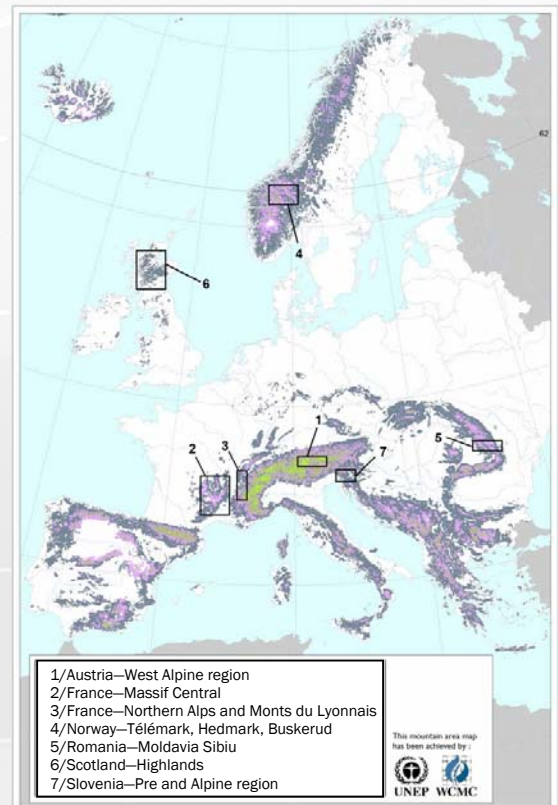 62
4
6
1
3
2
7
5
1/Austria—West Alpine region
2/France—Massif Central
3/France—Northern Alps and Monts du Lyonnais
4/Norway—Télémark, Hedmark, Buskerud
5/Romania—Moldavia Sibiu
6/Scotland—Highlands
7/Slovenia—Pre and Alpine region
This mountain area map
has been achieved by :
UNEP WCMC